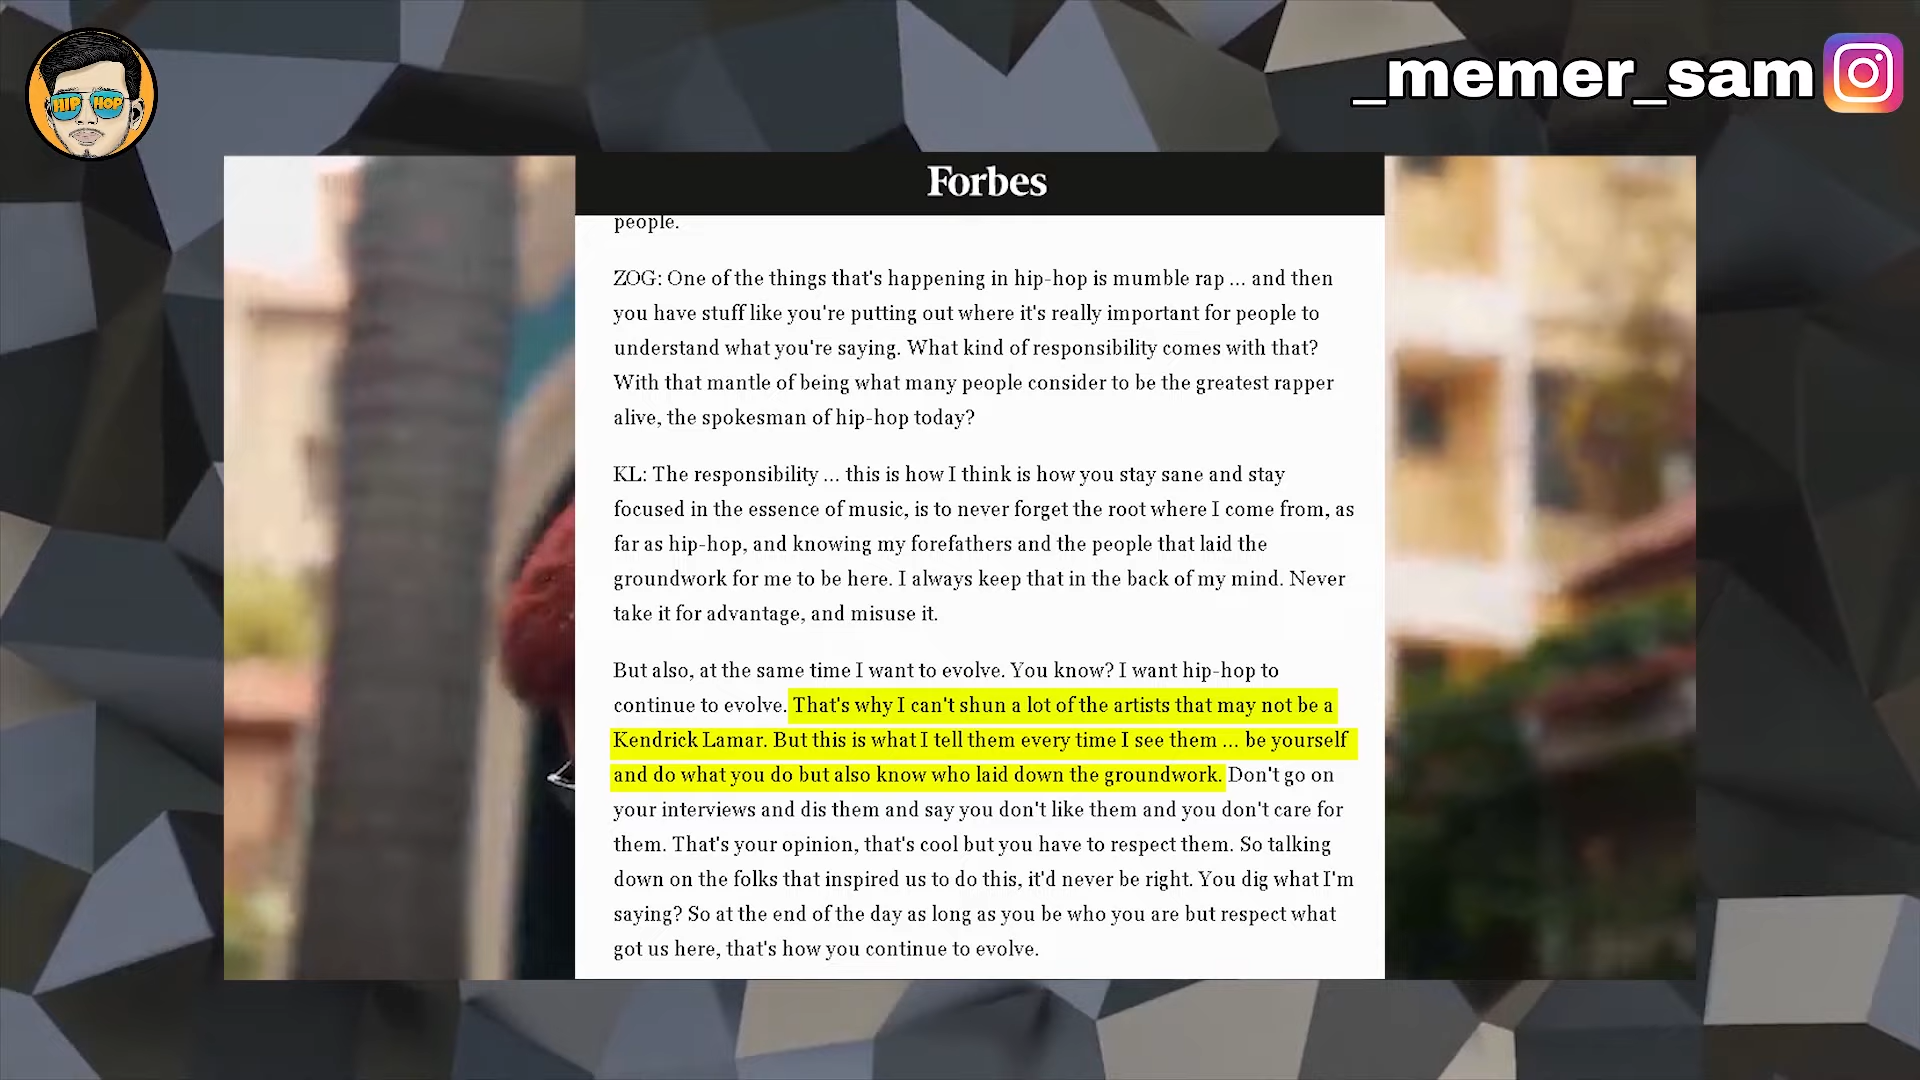 HIP HOP
_memer_sam
Forbes
people.
ZOG: One of the things that's happening in hip-hop is mumble rap ... and then
you have stuff like you're putting out where it's really important for people to
understand what you're saying. What kind of responsibility comes with that?
With that mantle of being what many people consider to be the greatest rapper
alive, the spokesman of hip-hop today?
KL: The responsibility ... this is how I think is how you stay sane and stay
focused in the essence of music, is to never forget the root where I come from, as
far as hip-hop, and knowing my forefathers and the people that laid the
groundwork for me to be here. I always keep that in the back of my mind. Never
take it for advantage, and misuse it.
But also, at the same time I want to evolve. You know? I want hip-hop to
continue to evolve. That's why I can't shun a lot of the artists that may not be a
Kendrick Lamar. But this is what I tell them every time I see them ... be yourself
and do what you do but also know who laid down the groundwork. Don't go on
your interviews and dis them and say you don't like them and you don't care for
them. That's your opinion, that's cool but you have to respect them. So talking
down on the folks that inspired us to do this, it'd never be right. You dig what I'm
saying? So at the end of the day as long as you be who you are but respect what
got us here, that's how you continue to evolve.